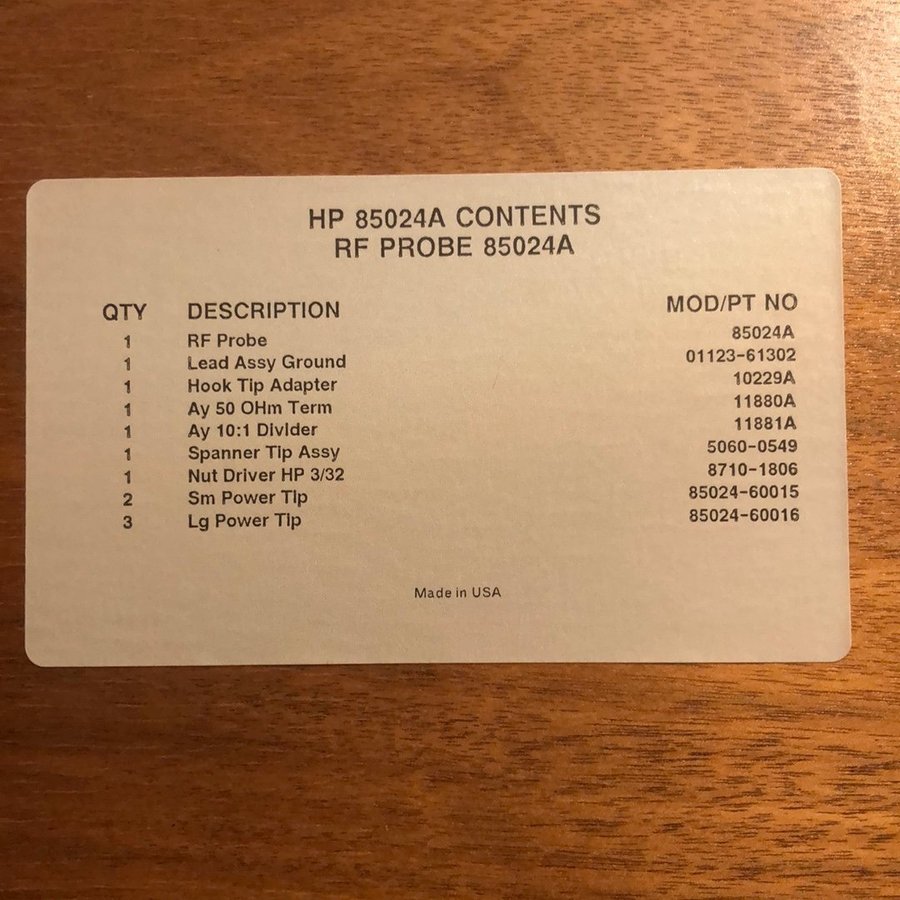 HP 85024A CONTENTS
RF PROBE 85024A
QTY DESCRIPTION MOD/PT NO
1 RF Probe 85024A
1 Lead Assy Ground 01123-61302
1 Hook Tip Adapter 10229A
1 Ay 50 OHm Term 11880A
1 Ay 10:1 Divider 11881A
1 Spanner Tip Assy 5060-0549
1 Nut Driver HP 3/32 8710-1806
2 Sm Power Tip 85024-60015
3 Lg Power Tip 85024-60016
Made in USA